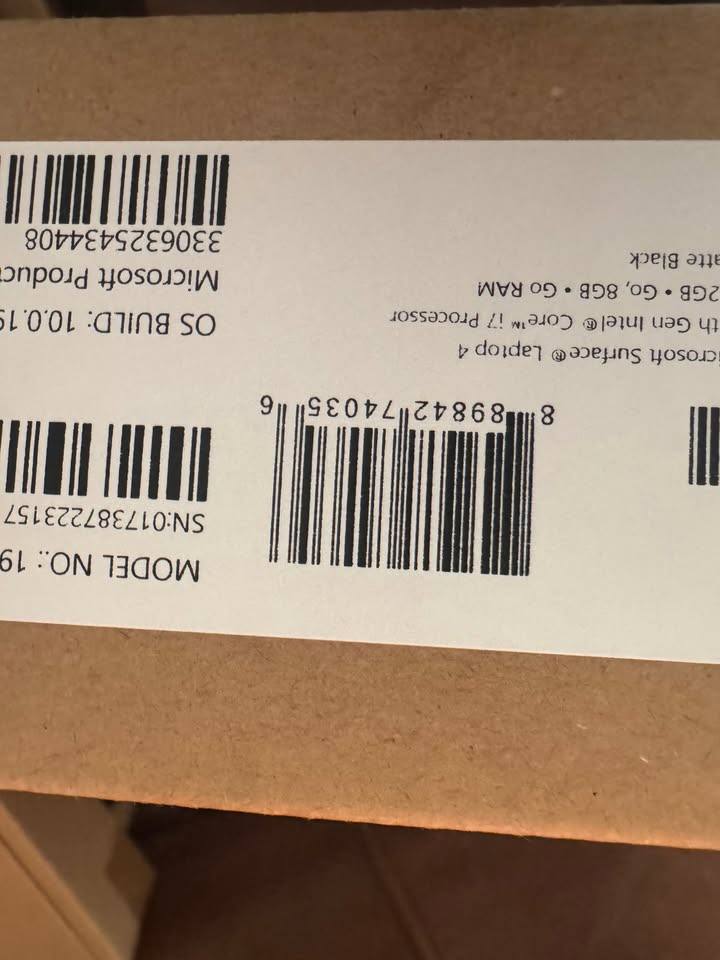 8 89842 74035 6
icrosoft Surface® Laptop 4
th Gen Intel® Core™ i7 Processor
2GB • Go, 8GB • Go RAM
atte Black
MODEL NO.: 19
SN:017387223157
OS BUILD: 10.0.19
Microsoft Product
3306325434408